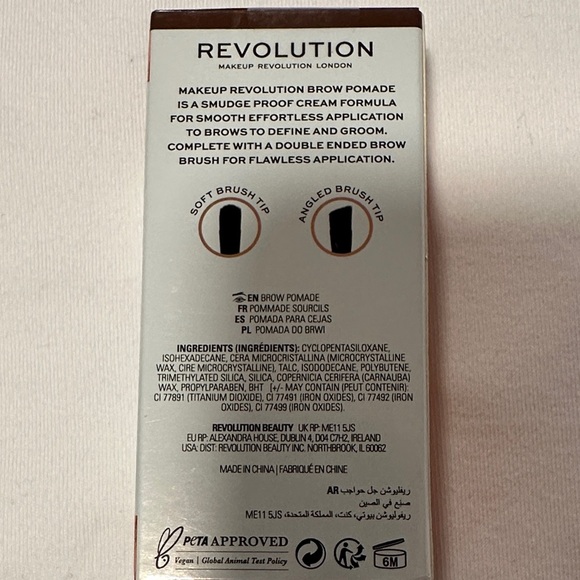 REVOLUTION
MAKEUP REVOLUTION LONDON
MAKEUP REVOLUTION BROW POMADE
IS A SMUDGE PROOF CREAM FORMULA
FOR SMOOTH EFFORTLESS APPLICATION
TO BROWS TO DEFINE AND GROOM.
COMPLETE WITH A DOUBLE ENDED BROW
BRUSH FOR FLAWLESS APPLICATION.
SOFT BRUSH TIP
ANGLED BRUSH TIP
EN BROW POMADE
FR POMMADE SOURCILS
ES POMADA PARA CEJAS
PL POMADA DO BRWI
INGREDIENTS (INGRÉDIENTS): CYCLOPENTASILOXANE,
ISOHEXADECANE, CERA MICROCRISTALLINA (MICROCRYSTALLINE
WAX, CIRE MICROCRYSTALLINE), TALC, ISODODECANE, POLYBUTENE,
TRIMETHYLATED SILICA, SILICA, COPERNICIA CERIFERA (CARNAUBA)
WAX, PROPYLPARABEN, BHT [+/- MAY CONTAIN (PEUT CONTENIR):
CI 77891 (TITANIUM DIOXIDE), CI 77491 (IRON OXIDES), CI 77492 (IRON
OXIDES), CI 77499 (IRON OXIDES).
REVOLUTION BEAUTY UK RP: ME11 5JS
EU RP: ALEXANDRA HOUSE, DUBLIN 4, D04 C7H2, IRELAND
USA: DIST: REVOLUTION BEAUTY INC. NORTHBROOK, IL 60062
MADE IN CHINA | FABRIQUÉ EN CHINE
AR ريفليوشن جل حواجب
صنع في الصين
ريفوليوشن بيوتي، كنت، المملكة المتحدة، ME11 5JS
PETA APPROVED
Vegan | Global Animal Test Policy
6M